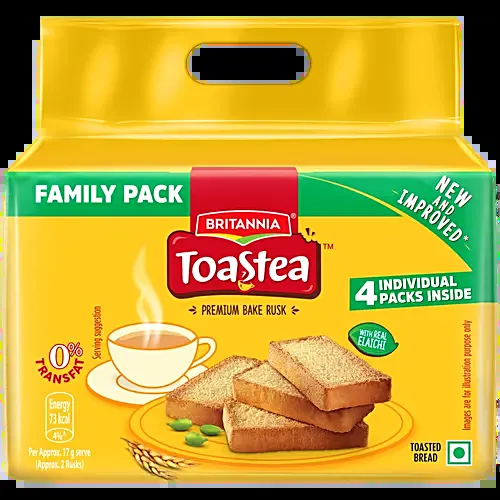 FAMILY PACK
NEW
AND
IMPROVED*
BRITANNIA®
Toastea™
PREMIUM BAKE RUSK
4 INDIVIDUAL
PACKS INSIDE
WITH REAL
ELAICHI
Serving suggestion
0%
TRANSFAT
Energy
73 kcal
4%^
Per Approx. 17 g serve
(Approx. 2 Rusks)
Images are for illustration purpose only
TOASTED
BREAD